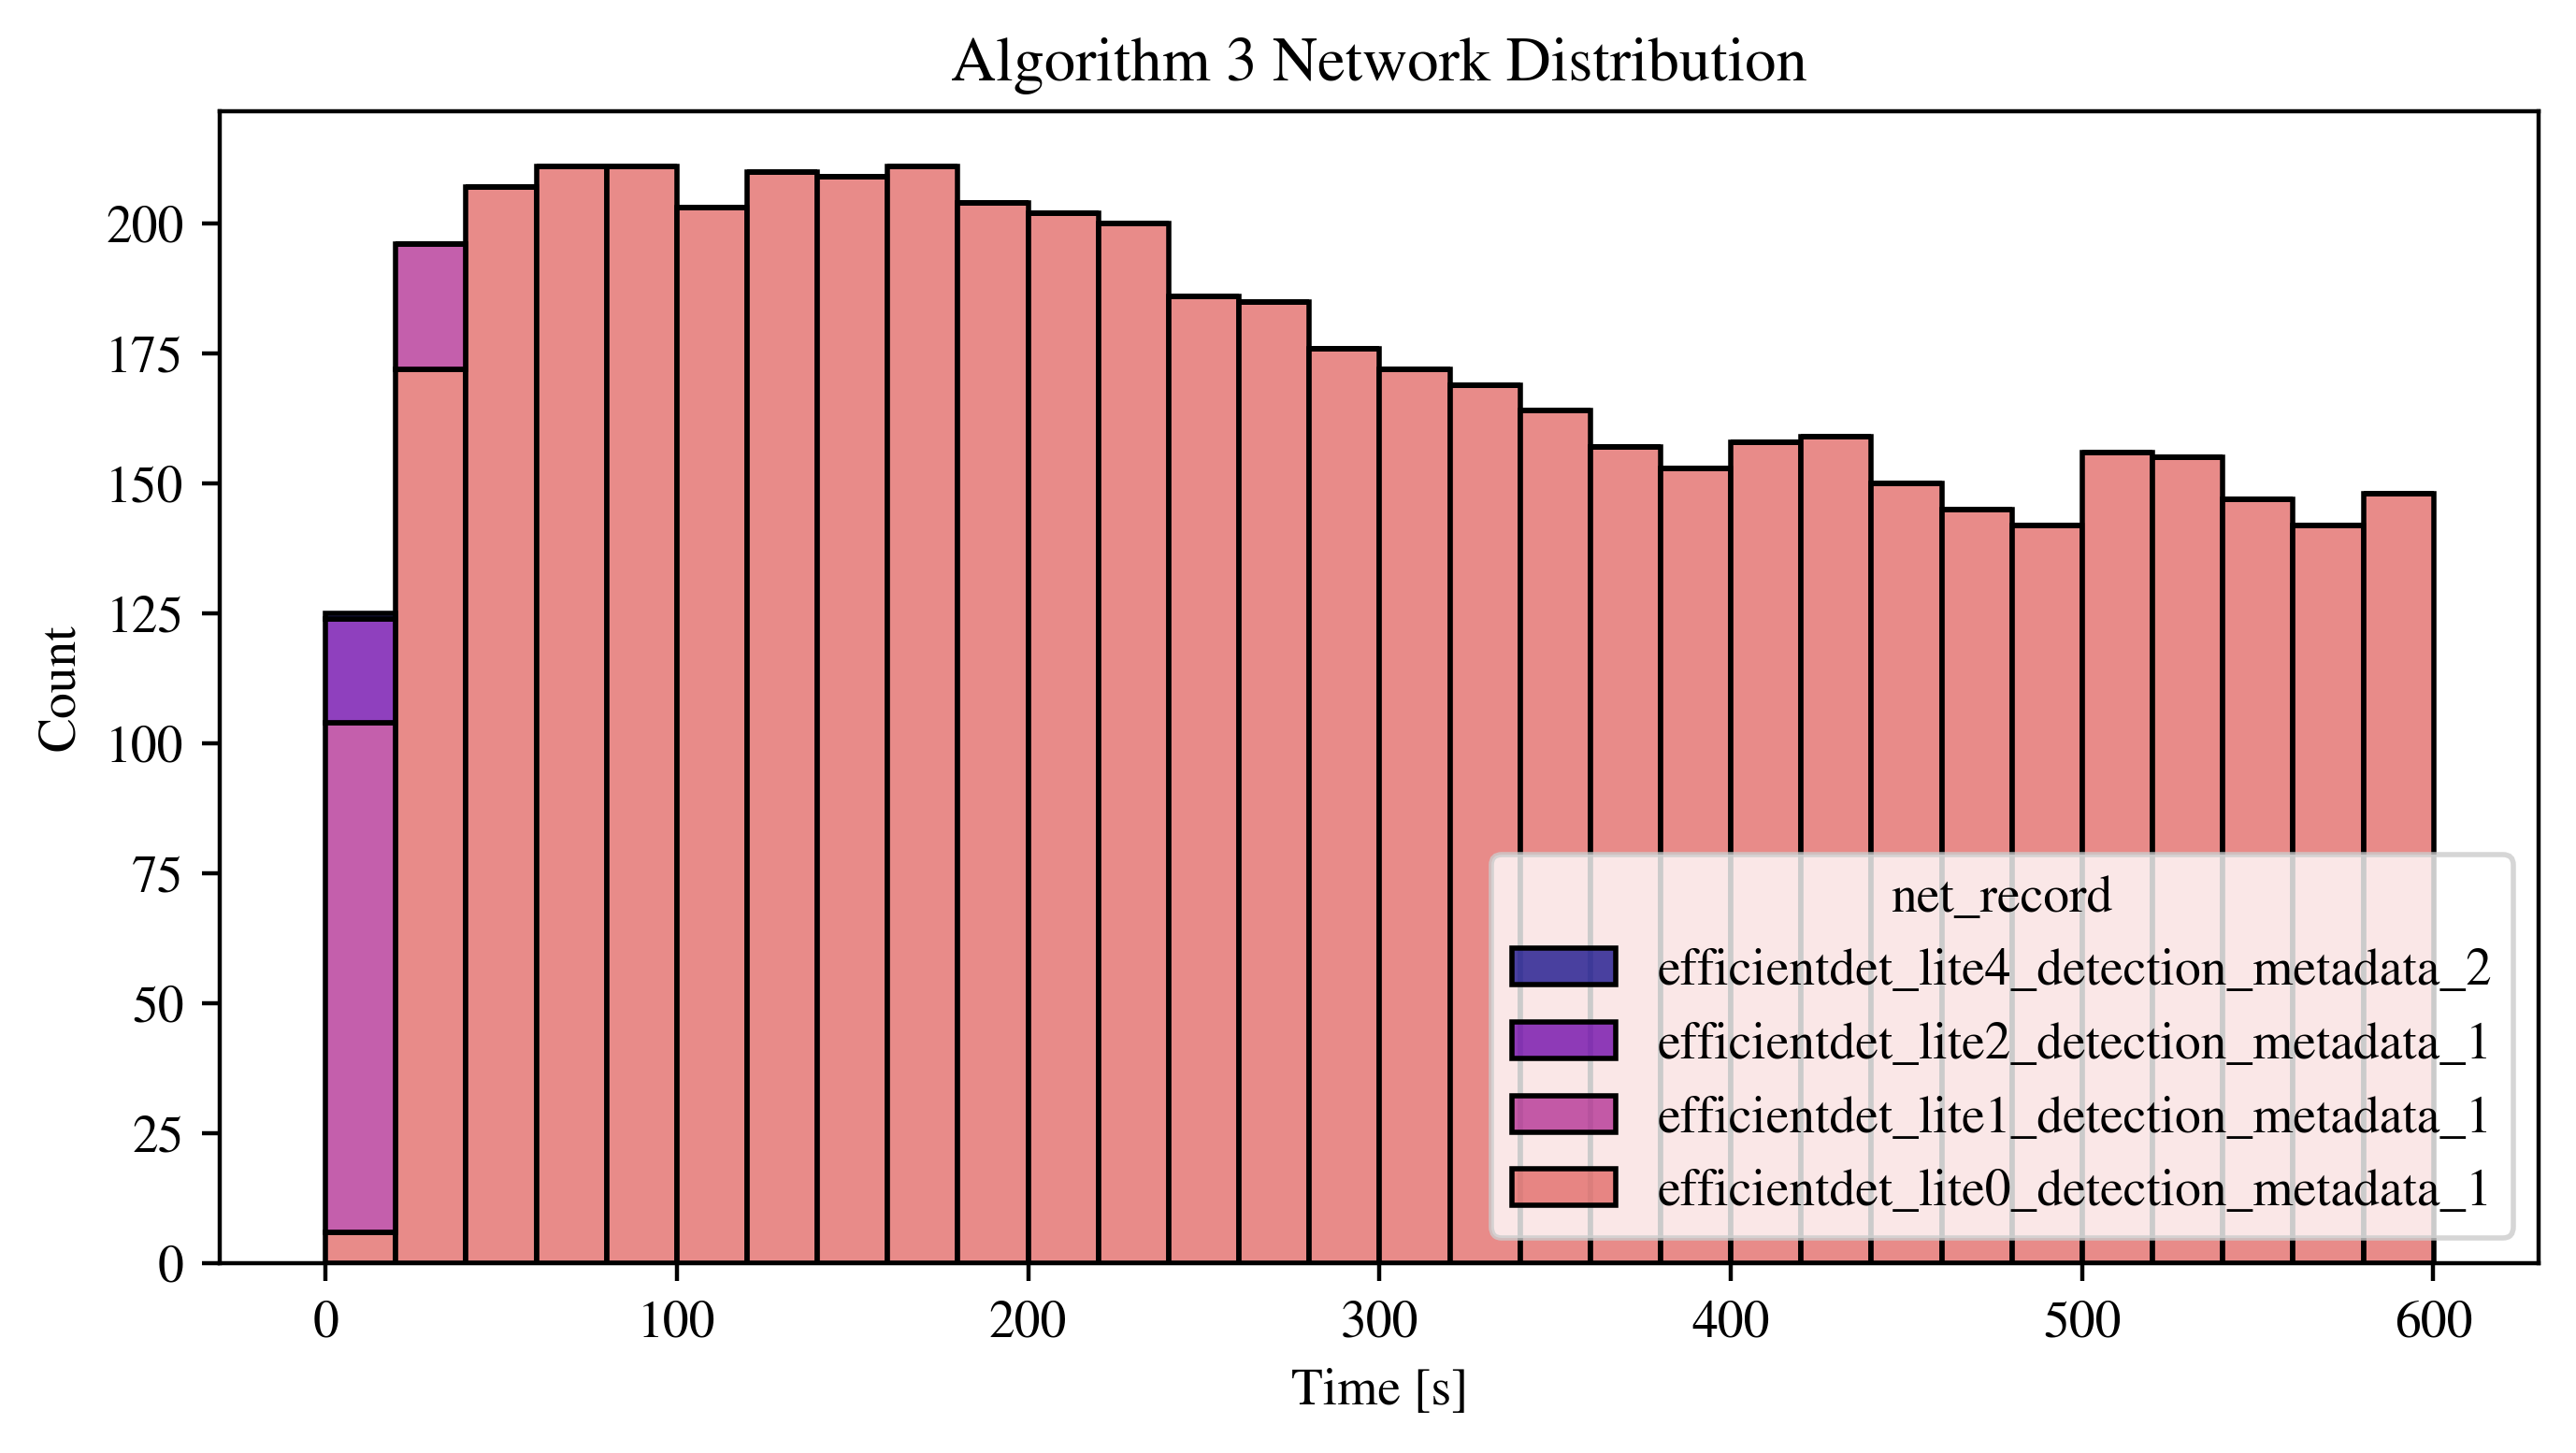 Algorithm 3 Network Distribution
Count
200
175
150
125
100
75
50
25
0
net_record
efficientdet_lite4_detection_metadata_2
efficientdet_lite2_detection_metadata_1
efficientdet_lite1_detection_metadata_1
efficientdet_lite0_detection_metadata_1
0 100 200 300 400 500 600
Time [s]